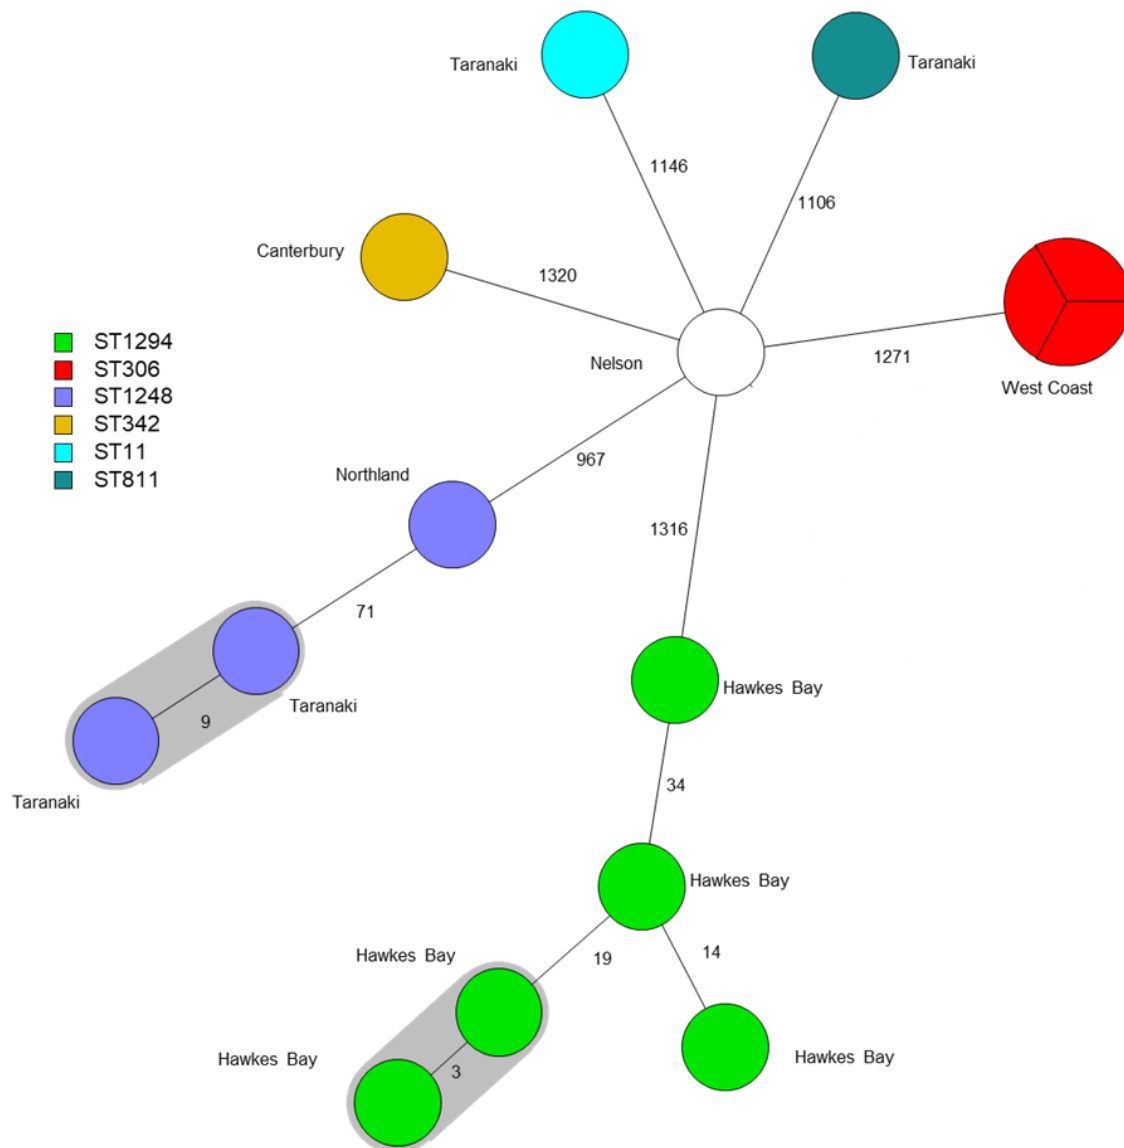 Taranaki
Taranaki
1146
1106
Canterbury
1320
ST1294
ST306
ST1248
ST342
ST11
ST811
Nelson
1271
West Coast
967
Northland
1316
71
Hawkes Bay
Taranaki
9
Taranaki
34
Hawkes Bay
Hawkes Bay
19
14
Hawkes Bay
Hawkes Bay
3